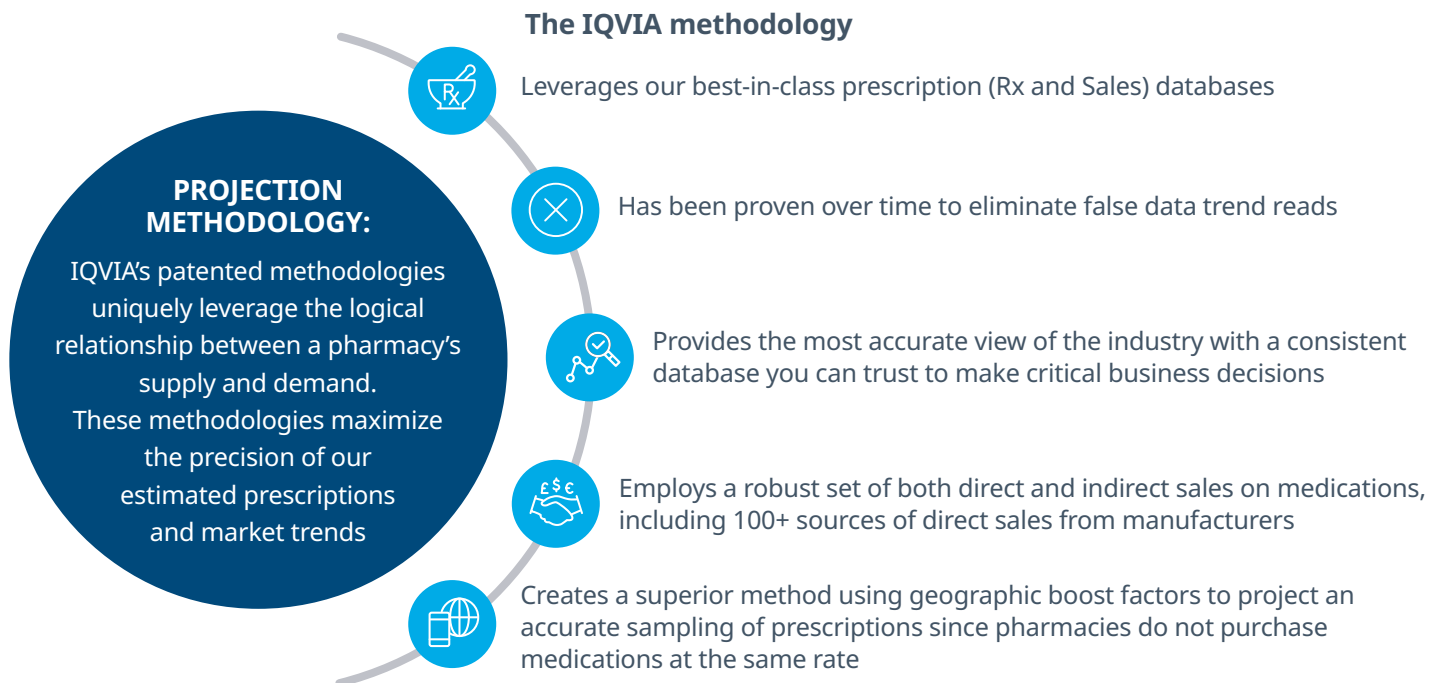 The IQVIA methodology
Leverages our best-in-class prescription (Rx and Sales) databases
Has been proven over time to eliminate false data trend reads
PROJECTION
METHODOLOGY:
IQVIA’s patented methodologies
uniquely leverage the logical
relationship between a pharmacy’s
supply and demand.
These methodologies maximize
the precision of our
estimated prescriptions
and market trends
Provides the most accurate view of the industry with a consistent
database you can trust to make critical business decisions
Employs a robust set of both direct and indirect sales on medications,
including 100+ sources of direct sales from manufacturers
Creates a superior method using geographic boost factors to project an
accurate sampling of prescriptions since pharmacies do not purchase
medications at the same rate
Rx
£$€